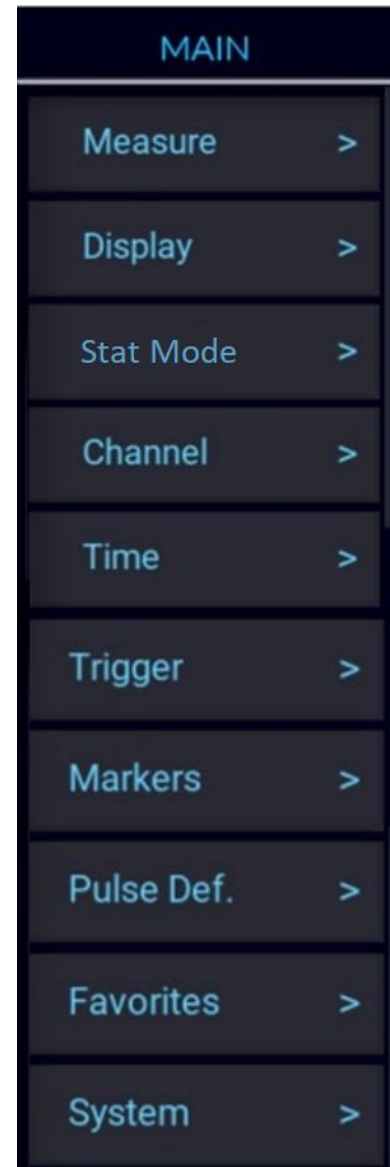 MAIN
Measure >
Display >
Stat Mode >
Channel >
Time >
Trigger >
Markers >
Pulse Def. >
Favorites >
System >